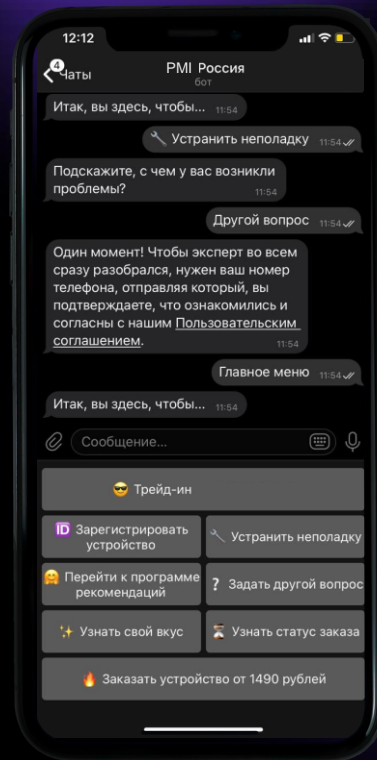 12:12
4
Чаты
PMI Россия
бот
Итак, вы здесь, чтобы... 11:54
🔧 Устранить неполадку 11:54
Подскажите, с чем у вас возникли
проблемы? 11:54
Другой вопрос 11:54
Один момент! Чтобы эксперт во всем
сразу разобрался, нужен ваш номер
телефона, отправляя который, вы
подтверждаете, что ознакомились и
согласны с нашим Пользовательским
соглашением. 11:54
Главное меню 11:54
Итак, вы здесь, чтобы... 11:54
Сообщение...
😎 Трейд-ин
🆔 Зарегистрировать
устройство
🔧 Устранить неполадку
🤗 Перейти к программе
рекомендаций
❔ Задать другой вопрос
✨ Узнать свой вкус
⏳ Узнать статус заказа
🔥 Заказать устройство от 1490 рублей